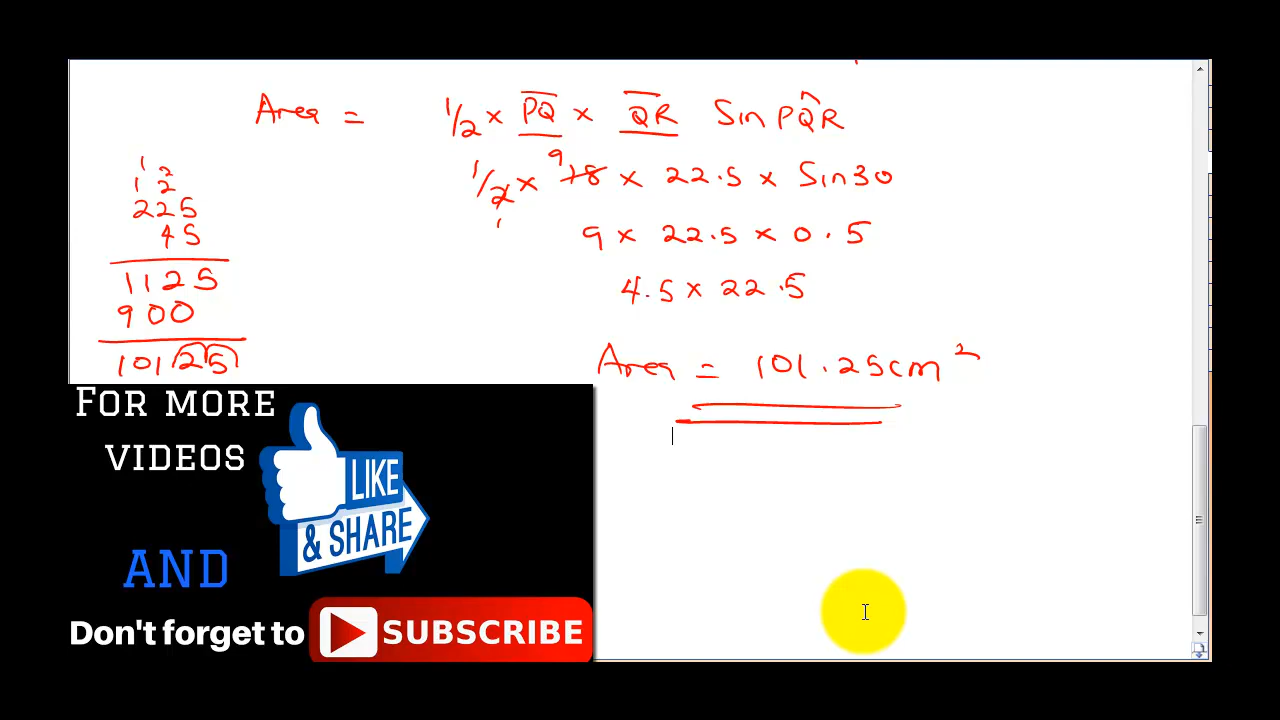 Area = 1/2 × PQ × QR Sin PQ̂R
1/2 × 18 × 22.5 × Sin30
9
1
9 × 22.5 × 0.5
4.5 × 22.5
Area = 101.25cm²
1
1 2
225
45
1125
900
10125
FOR MORE
VIDEOS
AND
Don't forget to
LIKE
& SHARE
SUBSCRIBE